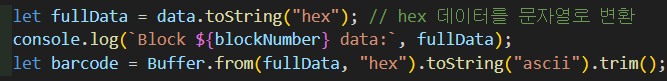 let fullData = data.toString("hex"); // hex 데이터를 문자열로 변환
console.log(`Block ${blockNumber} data:`, fullData);
let barcode = Buffer.from(fullData, "hex").toString("ascii").trim();